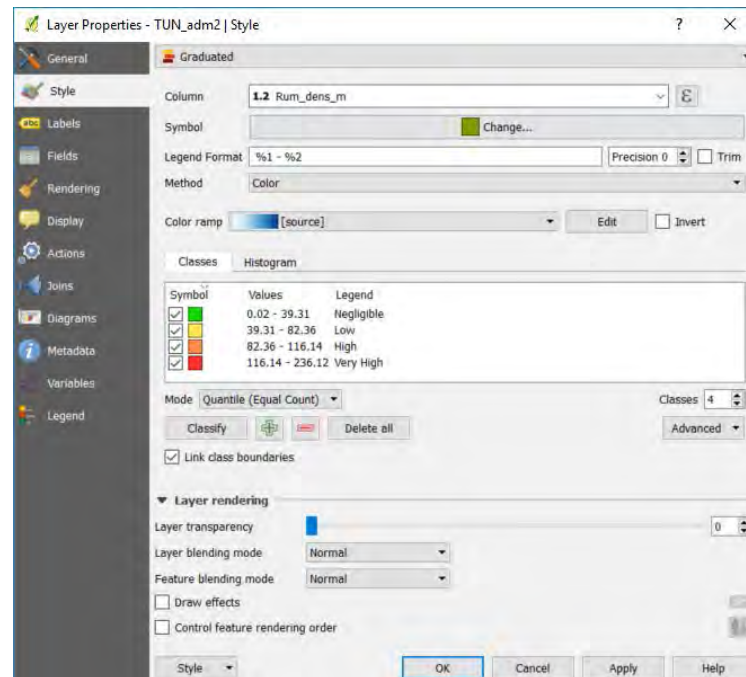 Layer Properties - TUN_adm2 | Style ? X
General
Style
abc Labels
Fields
Rendering
Display
Actions
Joins
Diagrams
Metadata
Variables
Legend
Graduated
Column 1.2 Rum_dens_m ε
Symbol Change...
Legend Format %1 - %2 Precision 0 Trim
Method Color
Color ramp [source] Edit Invert
Classes Histogram
Symbol Values Legend
0.02 - 39.31 Negligible
39.31 - 82.36 Low
82.36 - 116.14 High
116.14 - 236.12 Very High
Mode Quantile (Equal Count) Classes 4
Classify Delete all Advanced
Link class boundaries
Layer rendering
Layer transparency 0
Layer blending mode Normal
Feature blending mode Normal
Draw effects
Control feature rendering order
Style OK Cancel Apply Help